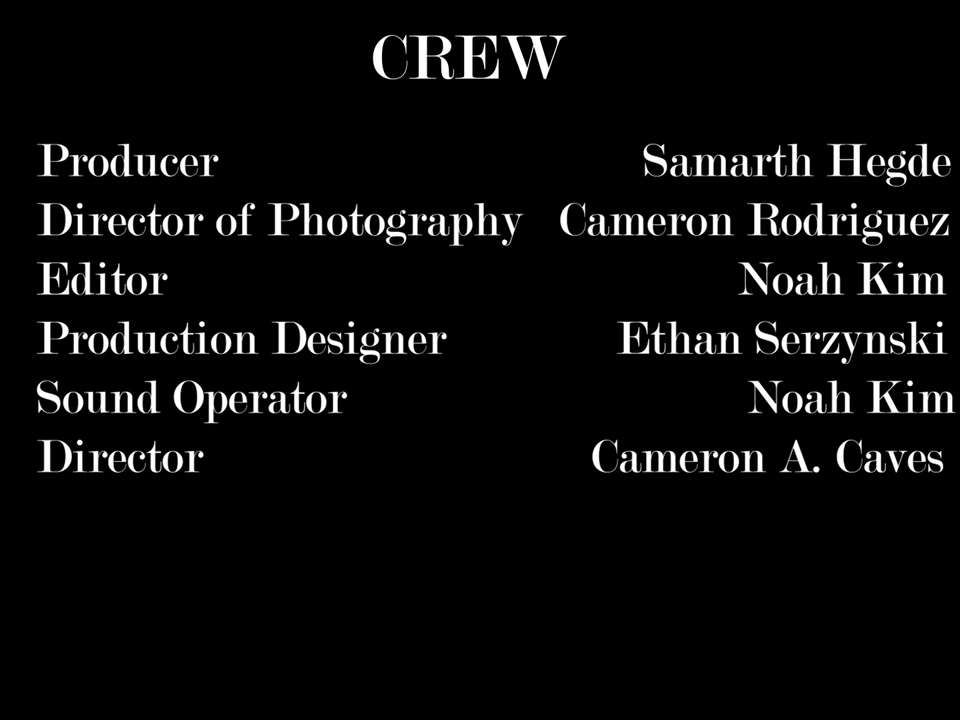 CREW
Producer Samarth Hegde
Director of Photography Cameron Rodriguez
Editor Noah Kim
Production Designer Ethan Serzynski
Sound Operator Noah Kim
Director Cameron A. Caves